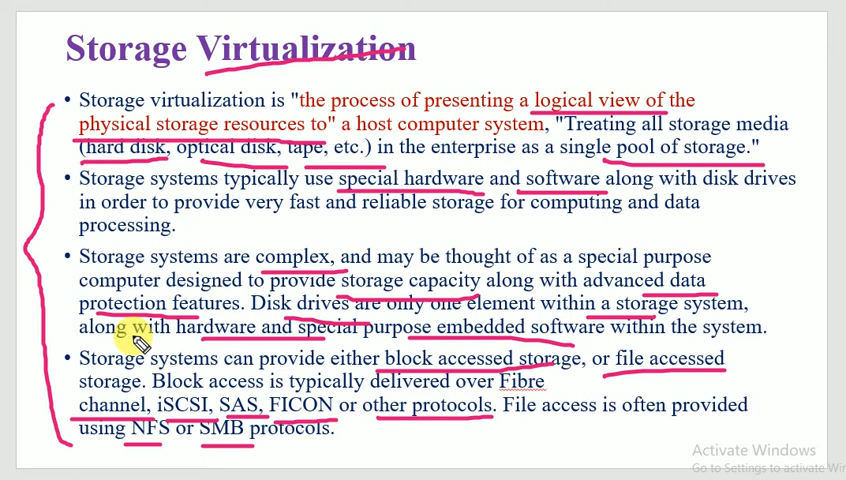 Storage Virtualization
• Storage virtualization is "the process of presenting a logical view of the
physical storage resources to" a host computer system, "Treating all storage media
(hard disk, optical disk, tape, etc.) in the enterprise as a single pool of storage."
• Storage systems typically use special hardware and software along with disk drives
in order to provide very fast and reliable storage for computing and data
processing.
• Storage systems are complex, and may be thought of as a special purpose
computer designed to provide storage capacity along with advanced data
protection features. Disk drives are only one element within a storage system,
along with hardware and special purpose embedded software within the system.
• Storage systems can provide either block accessed storage, or file accessed
storage. Block access is typically delivered over Fibre
channel, iSCSI, SAS, FICON or other protocols. File access is often provided
using NFS or SMB protocols.
Activate Windows
Go to Settings to activate Wi